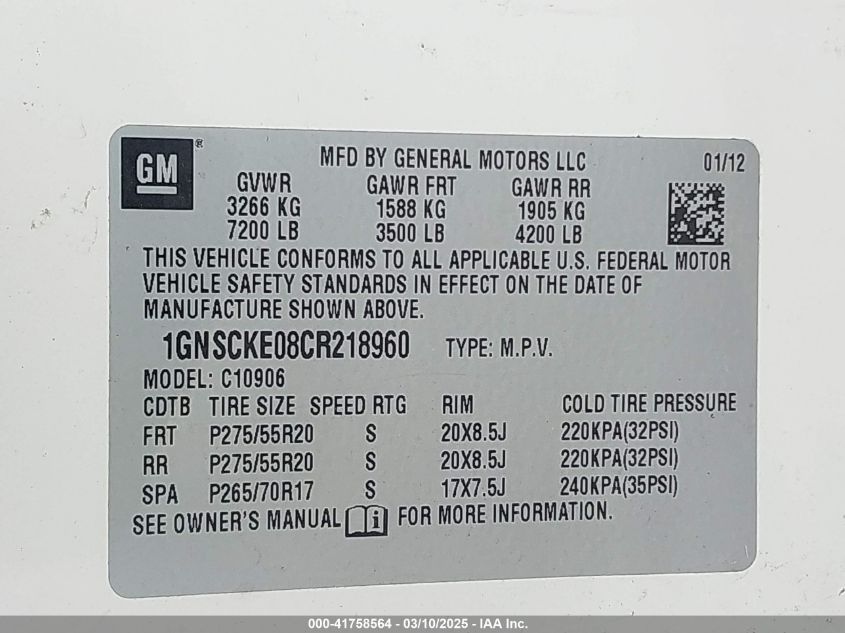 GM ® MFD BY GENERAL MOTORS LLC 01/12
GVWR GAWR FRT GAWR RR
3266 KG 1588 KG 1905 KG
7200 LB 3500 LB 4200 LB
THIS VEHICLE CONFORMS TO ALL APPLICABLE U.S. FEDERAL MOTOR
VEHICLE SAFETY STANDARDS IN EFFECT ON THE DATE OF
MANUFACTURE SHOWN ABOVE.
1GNSCKE08CR218960 TYPE: M.P.V.
MODEL: C10906
CDTB TIRE SIZE SPEED RTG RIM COLD TIRE PRESSURE
FRT P275/55R20 S 20X8.5J 220KPA(32PSI)
RR P275/55R20 S 20X8.5J 220KPA(32PSI)
SPA P265/70R17 S 17X7.5J 240KPA(35PSI)
SEE OWNER'S MANUAL i FOR MORE INFORMATION.
000-41758564 - 03/10/2025 - IAA Inc.